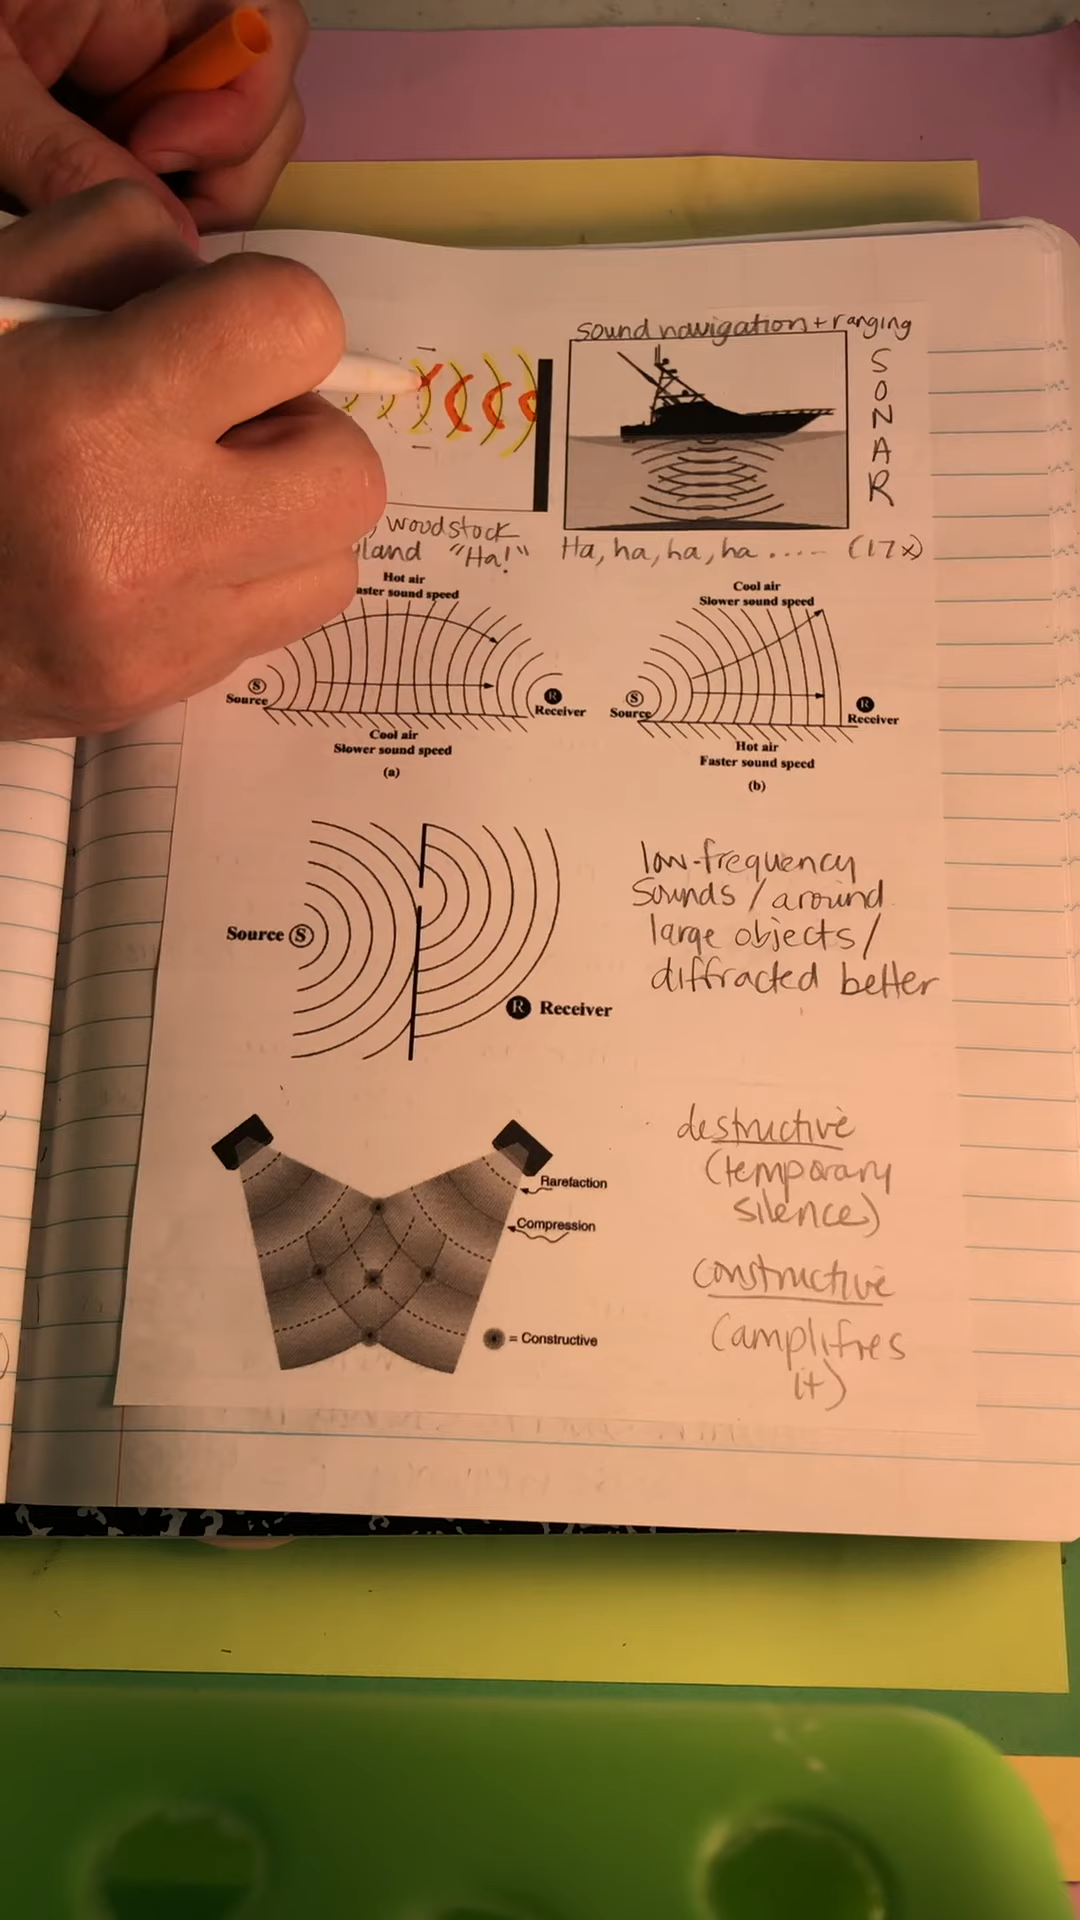 sound navigation + ranging
S
O
N
A
R
woodstock
"Ha!"
Ha, ha, ha, ha ..... (17x)
Hot air
aster sound speed
Source
S
R
Receiver
Cool air
Slower sound speed
(a)
Cool air
Slower sound speed
S
Source
R
Receiver
Hot air
Faster sound speed
(b)
Source S
R Receiver
low-frequency
sounds / around
large objects /
diffracted better
Rarefaction
Compression
= Constructive
destructive
(temporary
silence)
constructive
(amplifres
it)